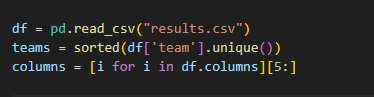 df = pd.read_csv("results.csv")
teams = sorted(df['team'].unique())
columns = [i for i in df.columns][5:]